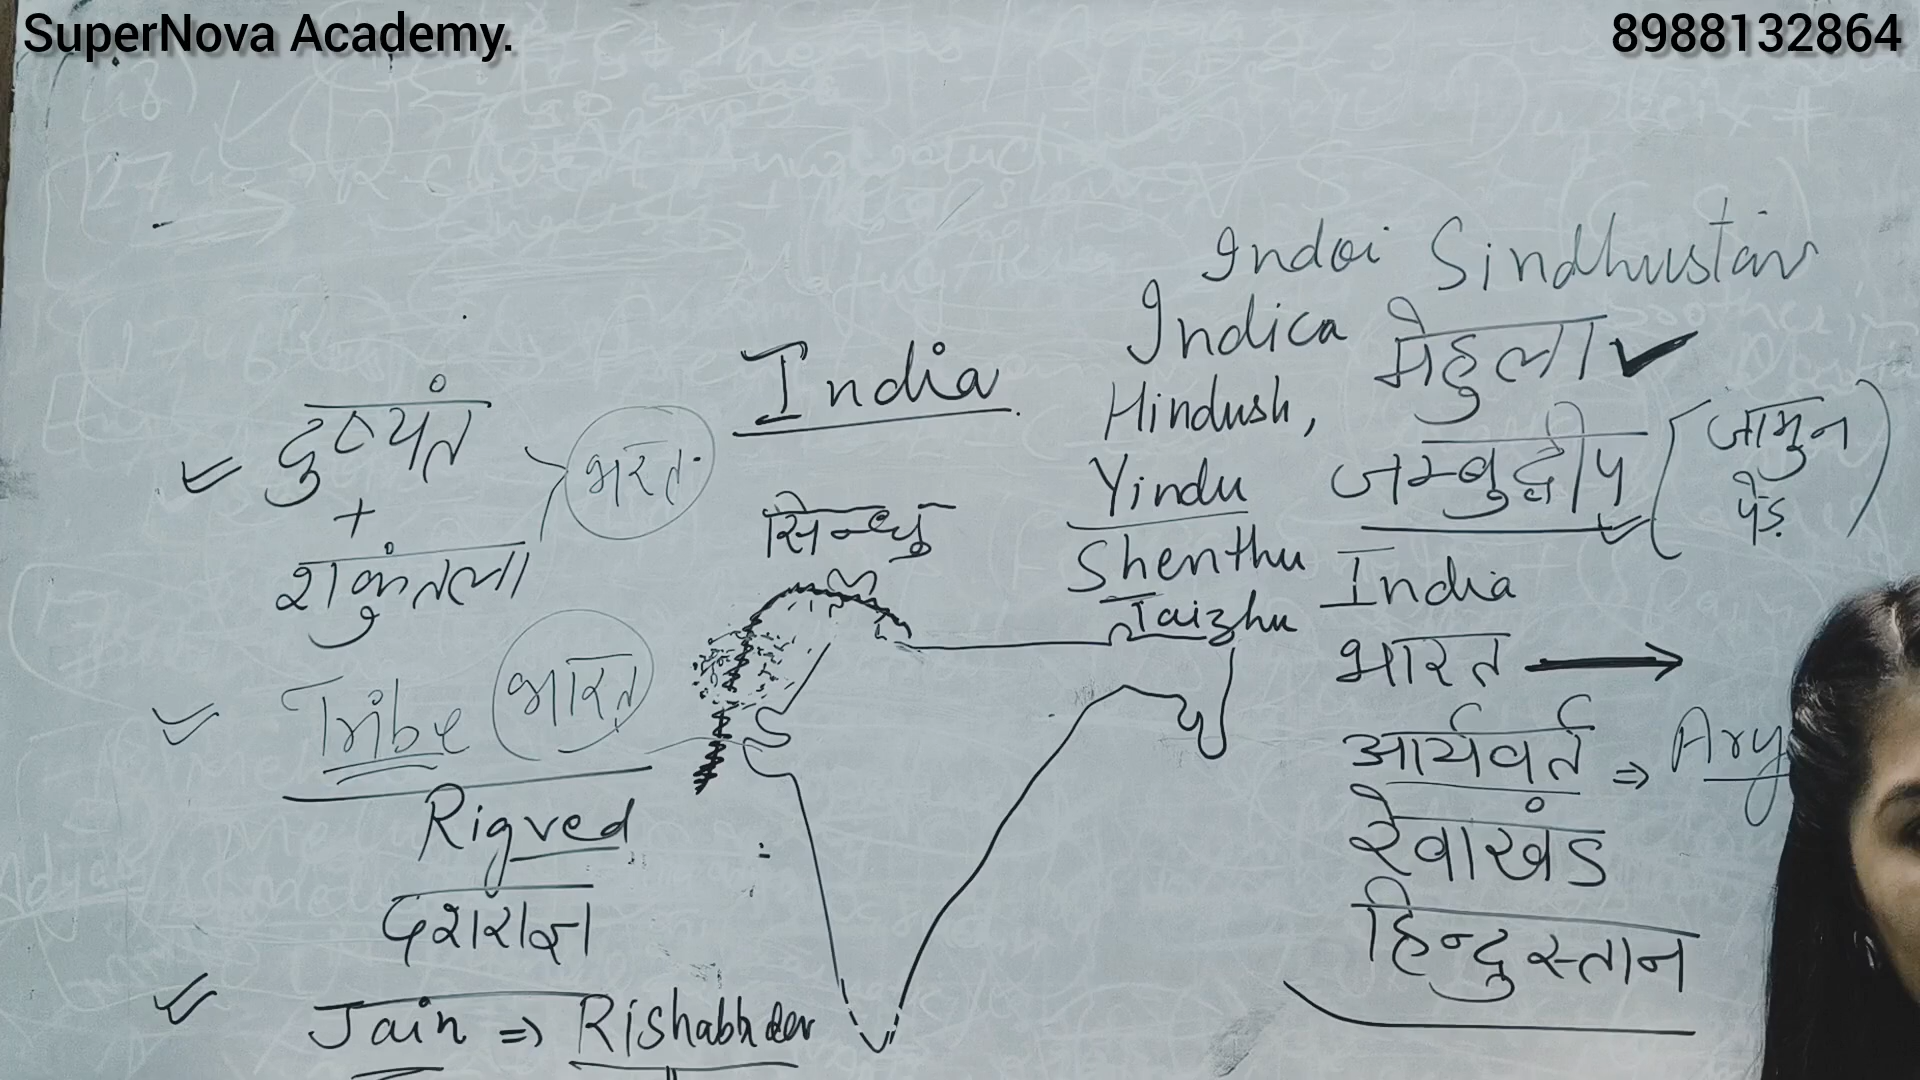 SuperNova Academy.
8988132864
Indoi Sindhustan
Indica मेहुला ✓
India
Hindush,
दुष्यंत
भरत
जम्बुद्वीप (जामुन पेड़)
Yindu
+
सिन्धु
शकुंतला
Shenthu
India
Taizhu
Tribe भारत
भारत →
आर्यवर्त ⇒ Ary
Rigved
रेवाखंड
दशराज्ञ
हिन्दुस्तान
Jain ⇒ Rishabhdev